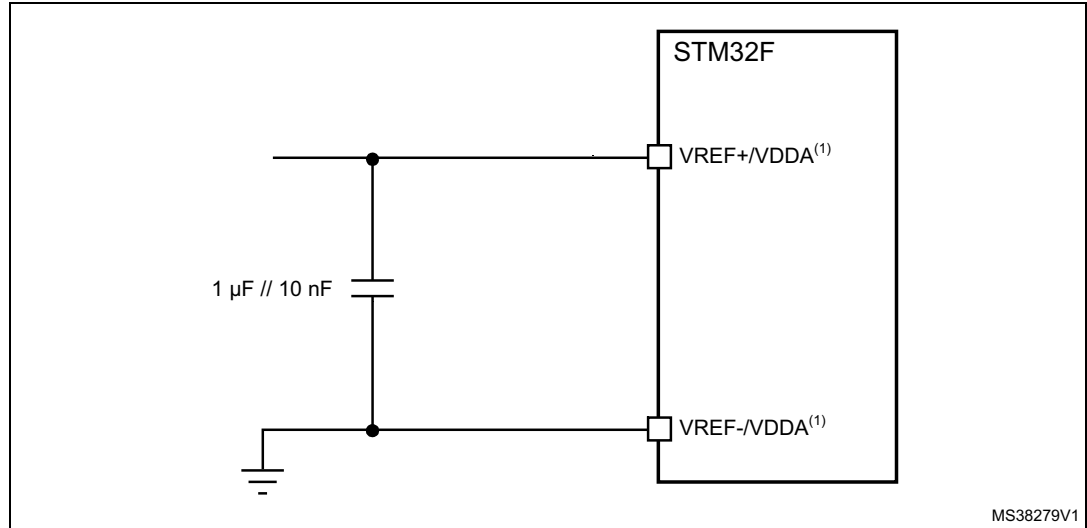 STM32F
VREF+/VDDA(1)
1 µF // 10 nF
VREF-/VDDA(1)
MS38279V1